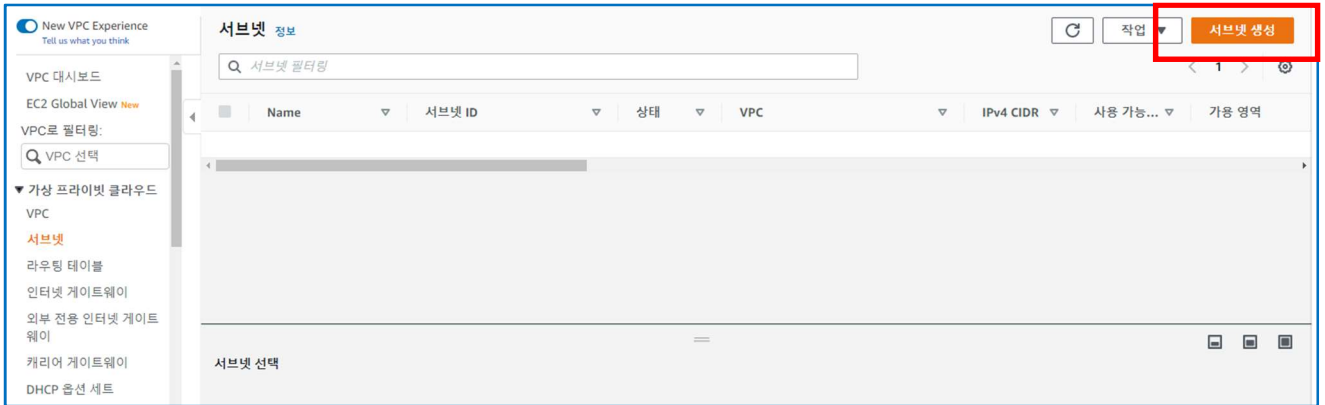 New VPC Experience
Tell us what you think
VPC 대시보드
EC2 Global View New
VPC로 필터링:
VPC 선택
가상 프라이빗 클라우드
VPC
서브넷
라우팅 테이블
인터넷 게이트웨이
외부 전용 인터넷 게이트
웨이
캐리어 게이트웨이
DHCP 옵션 세트
서브넷 정보
작업
서브넷 생성
서브넷 필터링
1
Name 서브넷 ID 상태 VPC IPv4 CIDR 사용 가능... 가용 영역
서브넷 선택